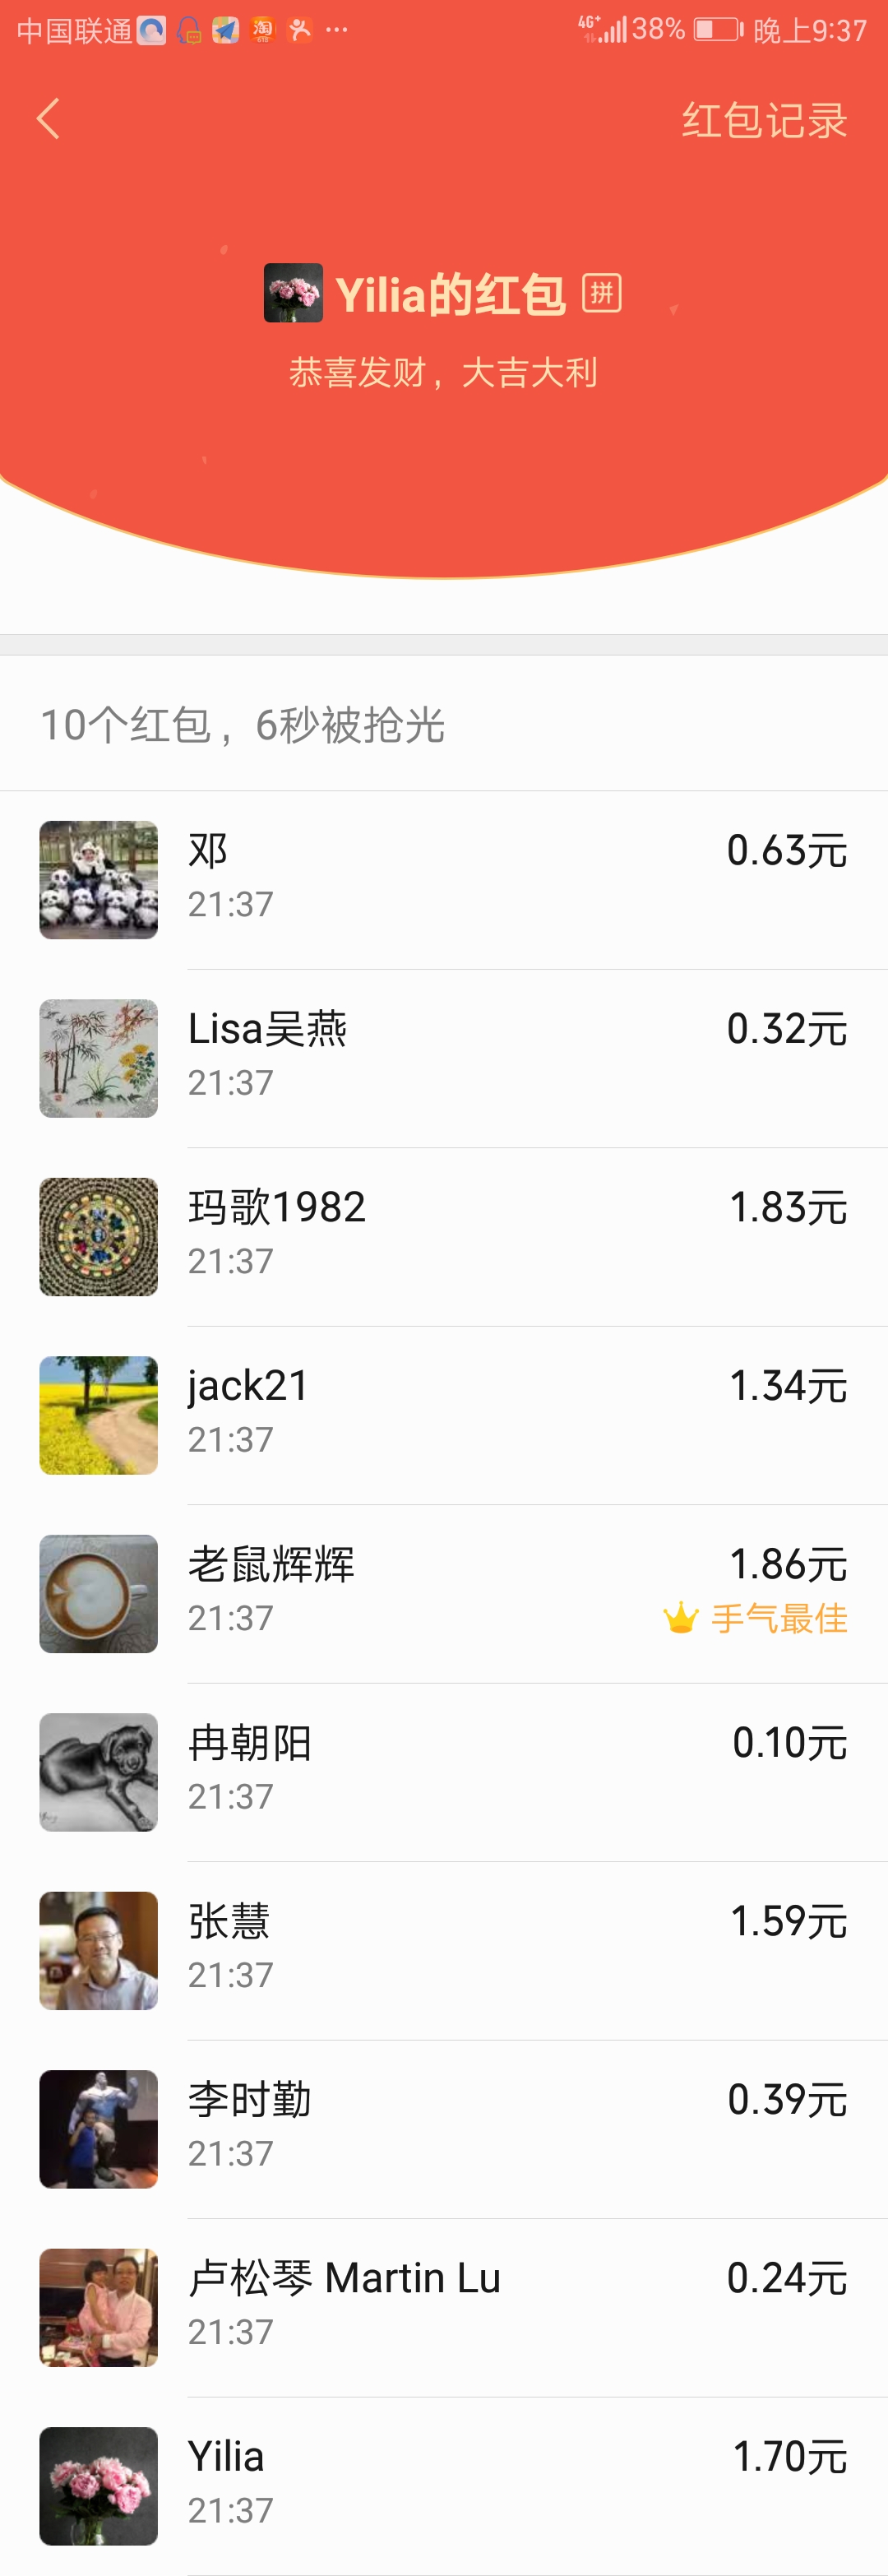 中国联通 淘 ... 4G+ 38% 晚上9:37
红包记录
Yilia的红包 拼
恭喜发财，大吉大利
10个红包，6秒被抢光
邓 0.63元
21:37
Lisa吴燕 0.32元
21:37
玛歌1982 1.83元
21:37
jack21 1.34元
21:37
老鼠辉辉 1.86元
21:37 手气最佳
冉朝阳 0.10元
21:37
张慧 1.59元
21:37
李时勤 0.39元
21:37
卢松琴 Martin Lu 0.24元
21:37
Yilia 1.70元
21:37